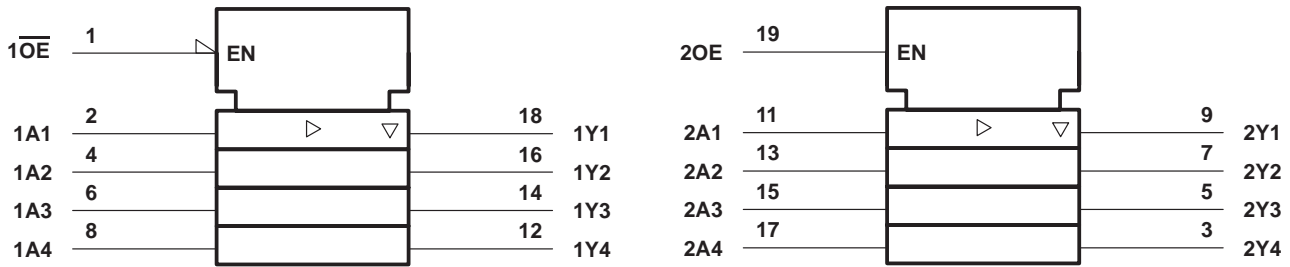 1O̅E̅ 1 EN
1A1 2 18 1Y1
1A2 4 16 1Y2
1A3 6 14 1Y3
1A4 8 12 1Y4
2OE 19 EN
2A1 11 9 2Y1
2A2 13 7 2Y2
2A3 15 5 2Y3
2A4 17 3 2Y4